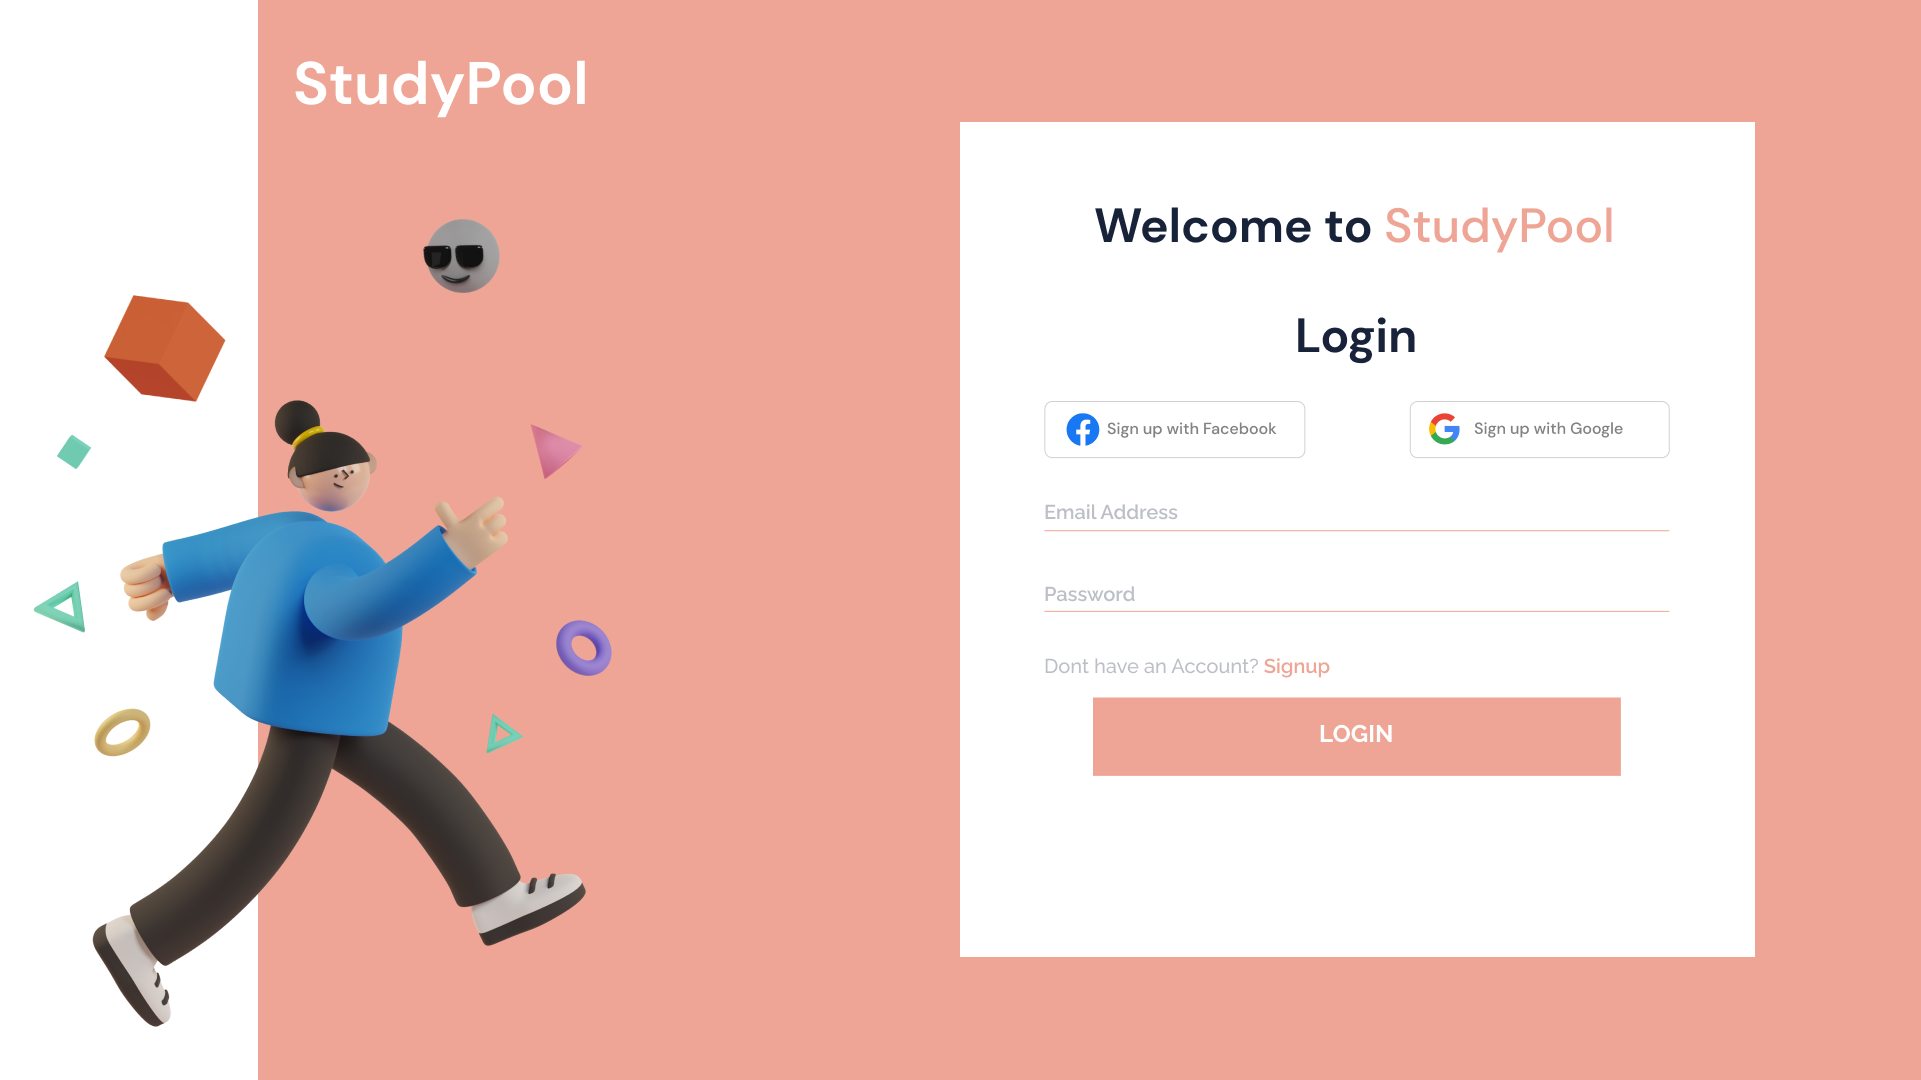 StudyPool
Welcome to StudyPool
Login
Sign up with Facebook
Sign up with Google
Email Address
Password
Dont have an Account? Signup
LOGIN